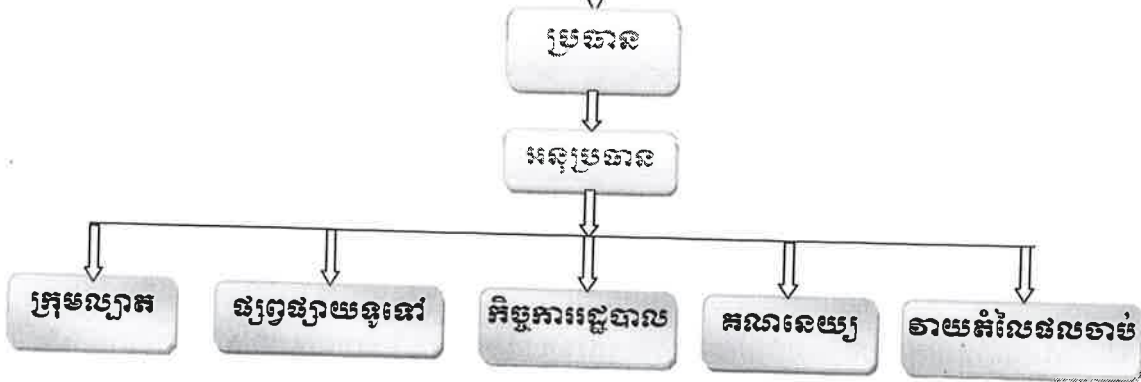 ប្រធាន
អនុប្រធាន
ក្រុមល្បាត
ផ្សព្វផ្សាយទូទៅ
កិច្ចការរដ្ឋបាល
គណនេយ្យ
វាយតំលៃផលចាប់